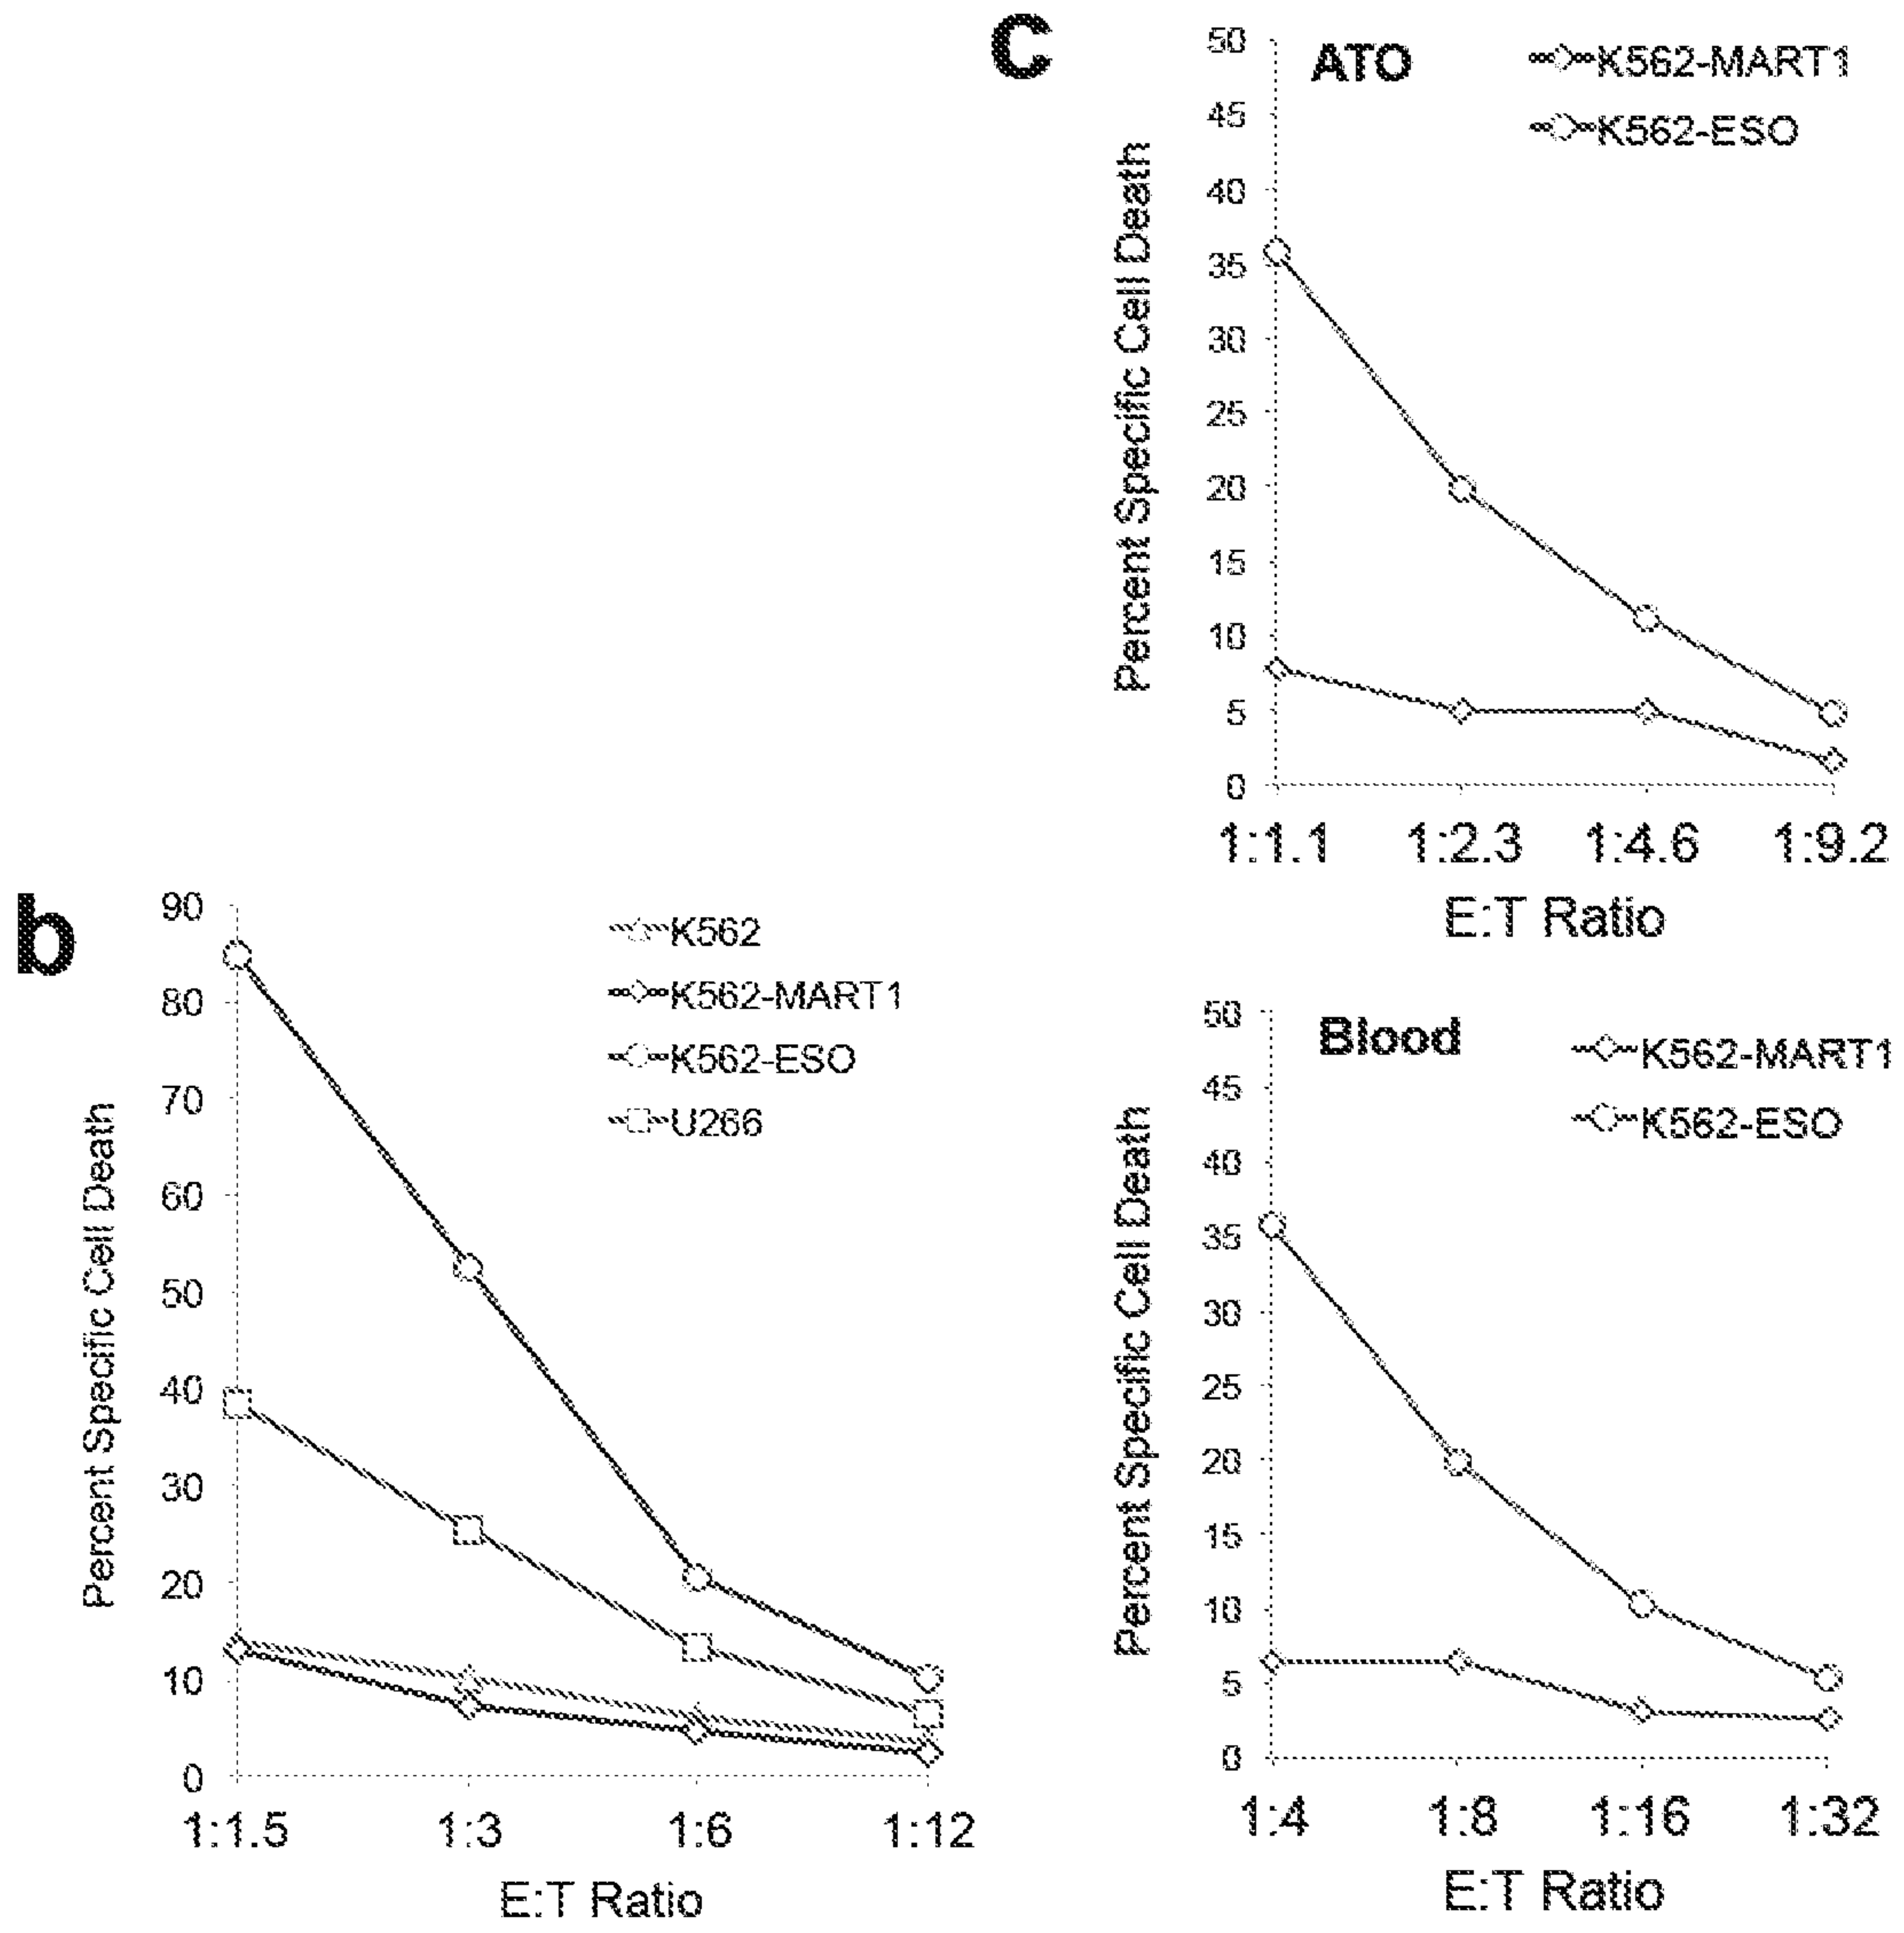 c
ATO
K562-MART1
K562-ESO
50
45
40
35
30
25
20
15
10
5
0
Percent Specific Cell Death
1:1.1 1:2.3 1:4.6 1:9.2
E:T Ratio
b
K562
K562-MART1
K562-ESO
U266
90
80
70
60
50
40
30
20
10
0
Percent Specific Cell Death
1:1.5 1:3 1:6 1:12
E:T Ratio
Blood
K562-MART1
K562-ESO
50
45
40
35
30
25
20
15
10
5
0
Percent Specific Cell Death
1:4 1:8 1:16 1:32
E:T Ratio